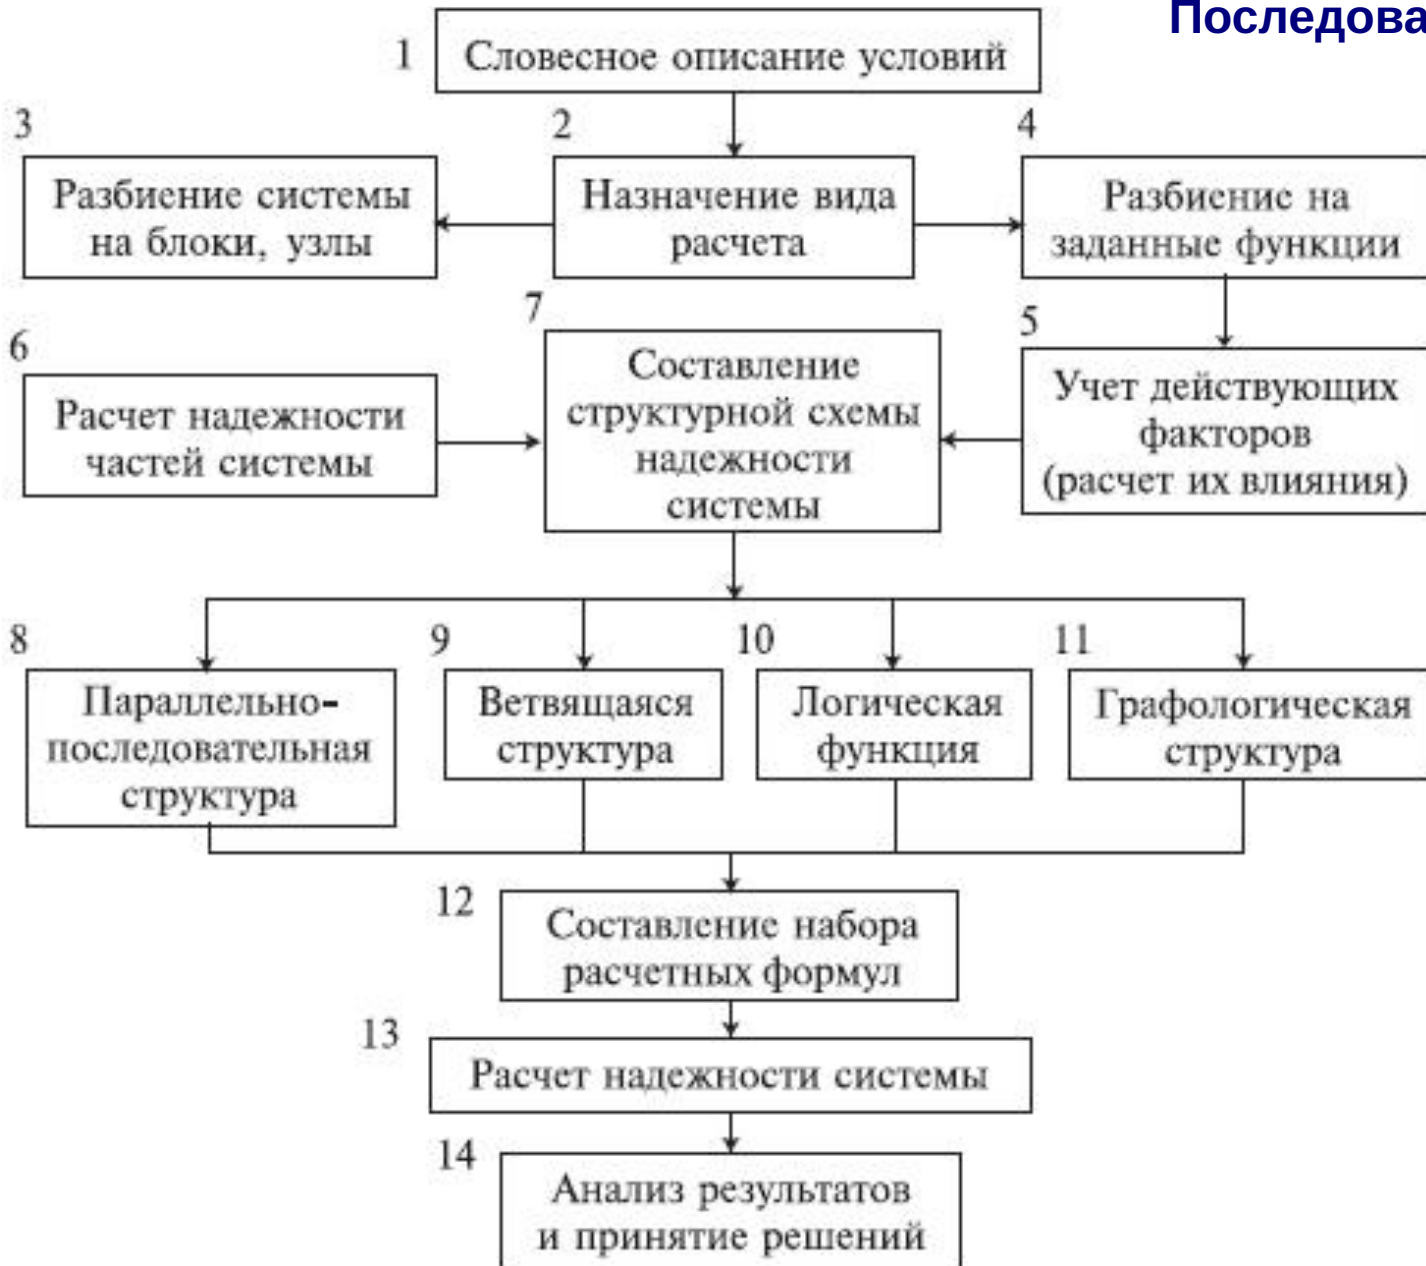 Последова
1
Словесное описание условий
3
2
4
Разбиение системы
на блоки, узлы
Назначение вида
расчета
Разбиение на
заданные функции
6
7
5
Расчет надежности
частей системы
Составление
структурной схемы
надежности
системы
Учет действующих
факторов
(расчет их влияния)
8
9
10
11
Параллельно-
последовательная
структура
Ветвящаяся
структура
Логическая
функция
Графологическая
структура
12
Составление набора
расчетных формул
13
Расчет надежности системы
14
Анализ результатов
и принятие решений